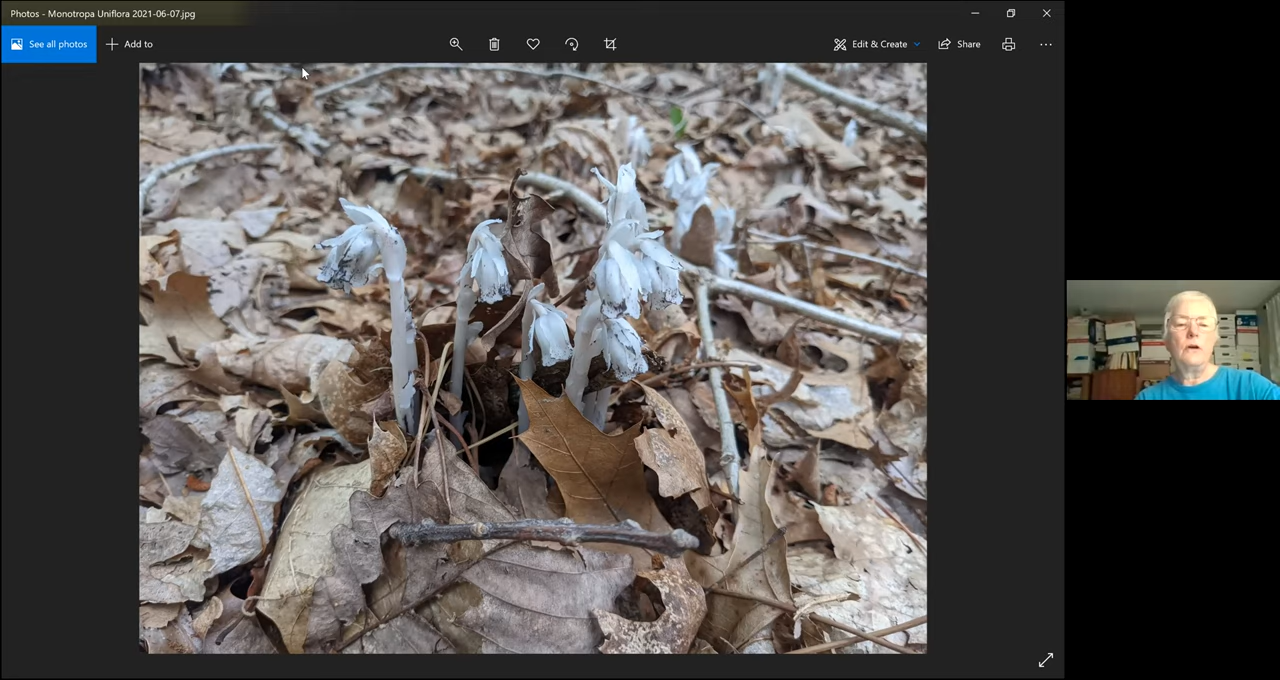 Photos - Monotropa Uniflora 2021-06-07.jpg
See all photos
Add to
Edit & Create
Share